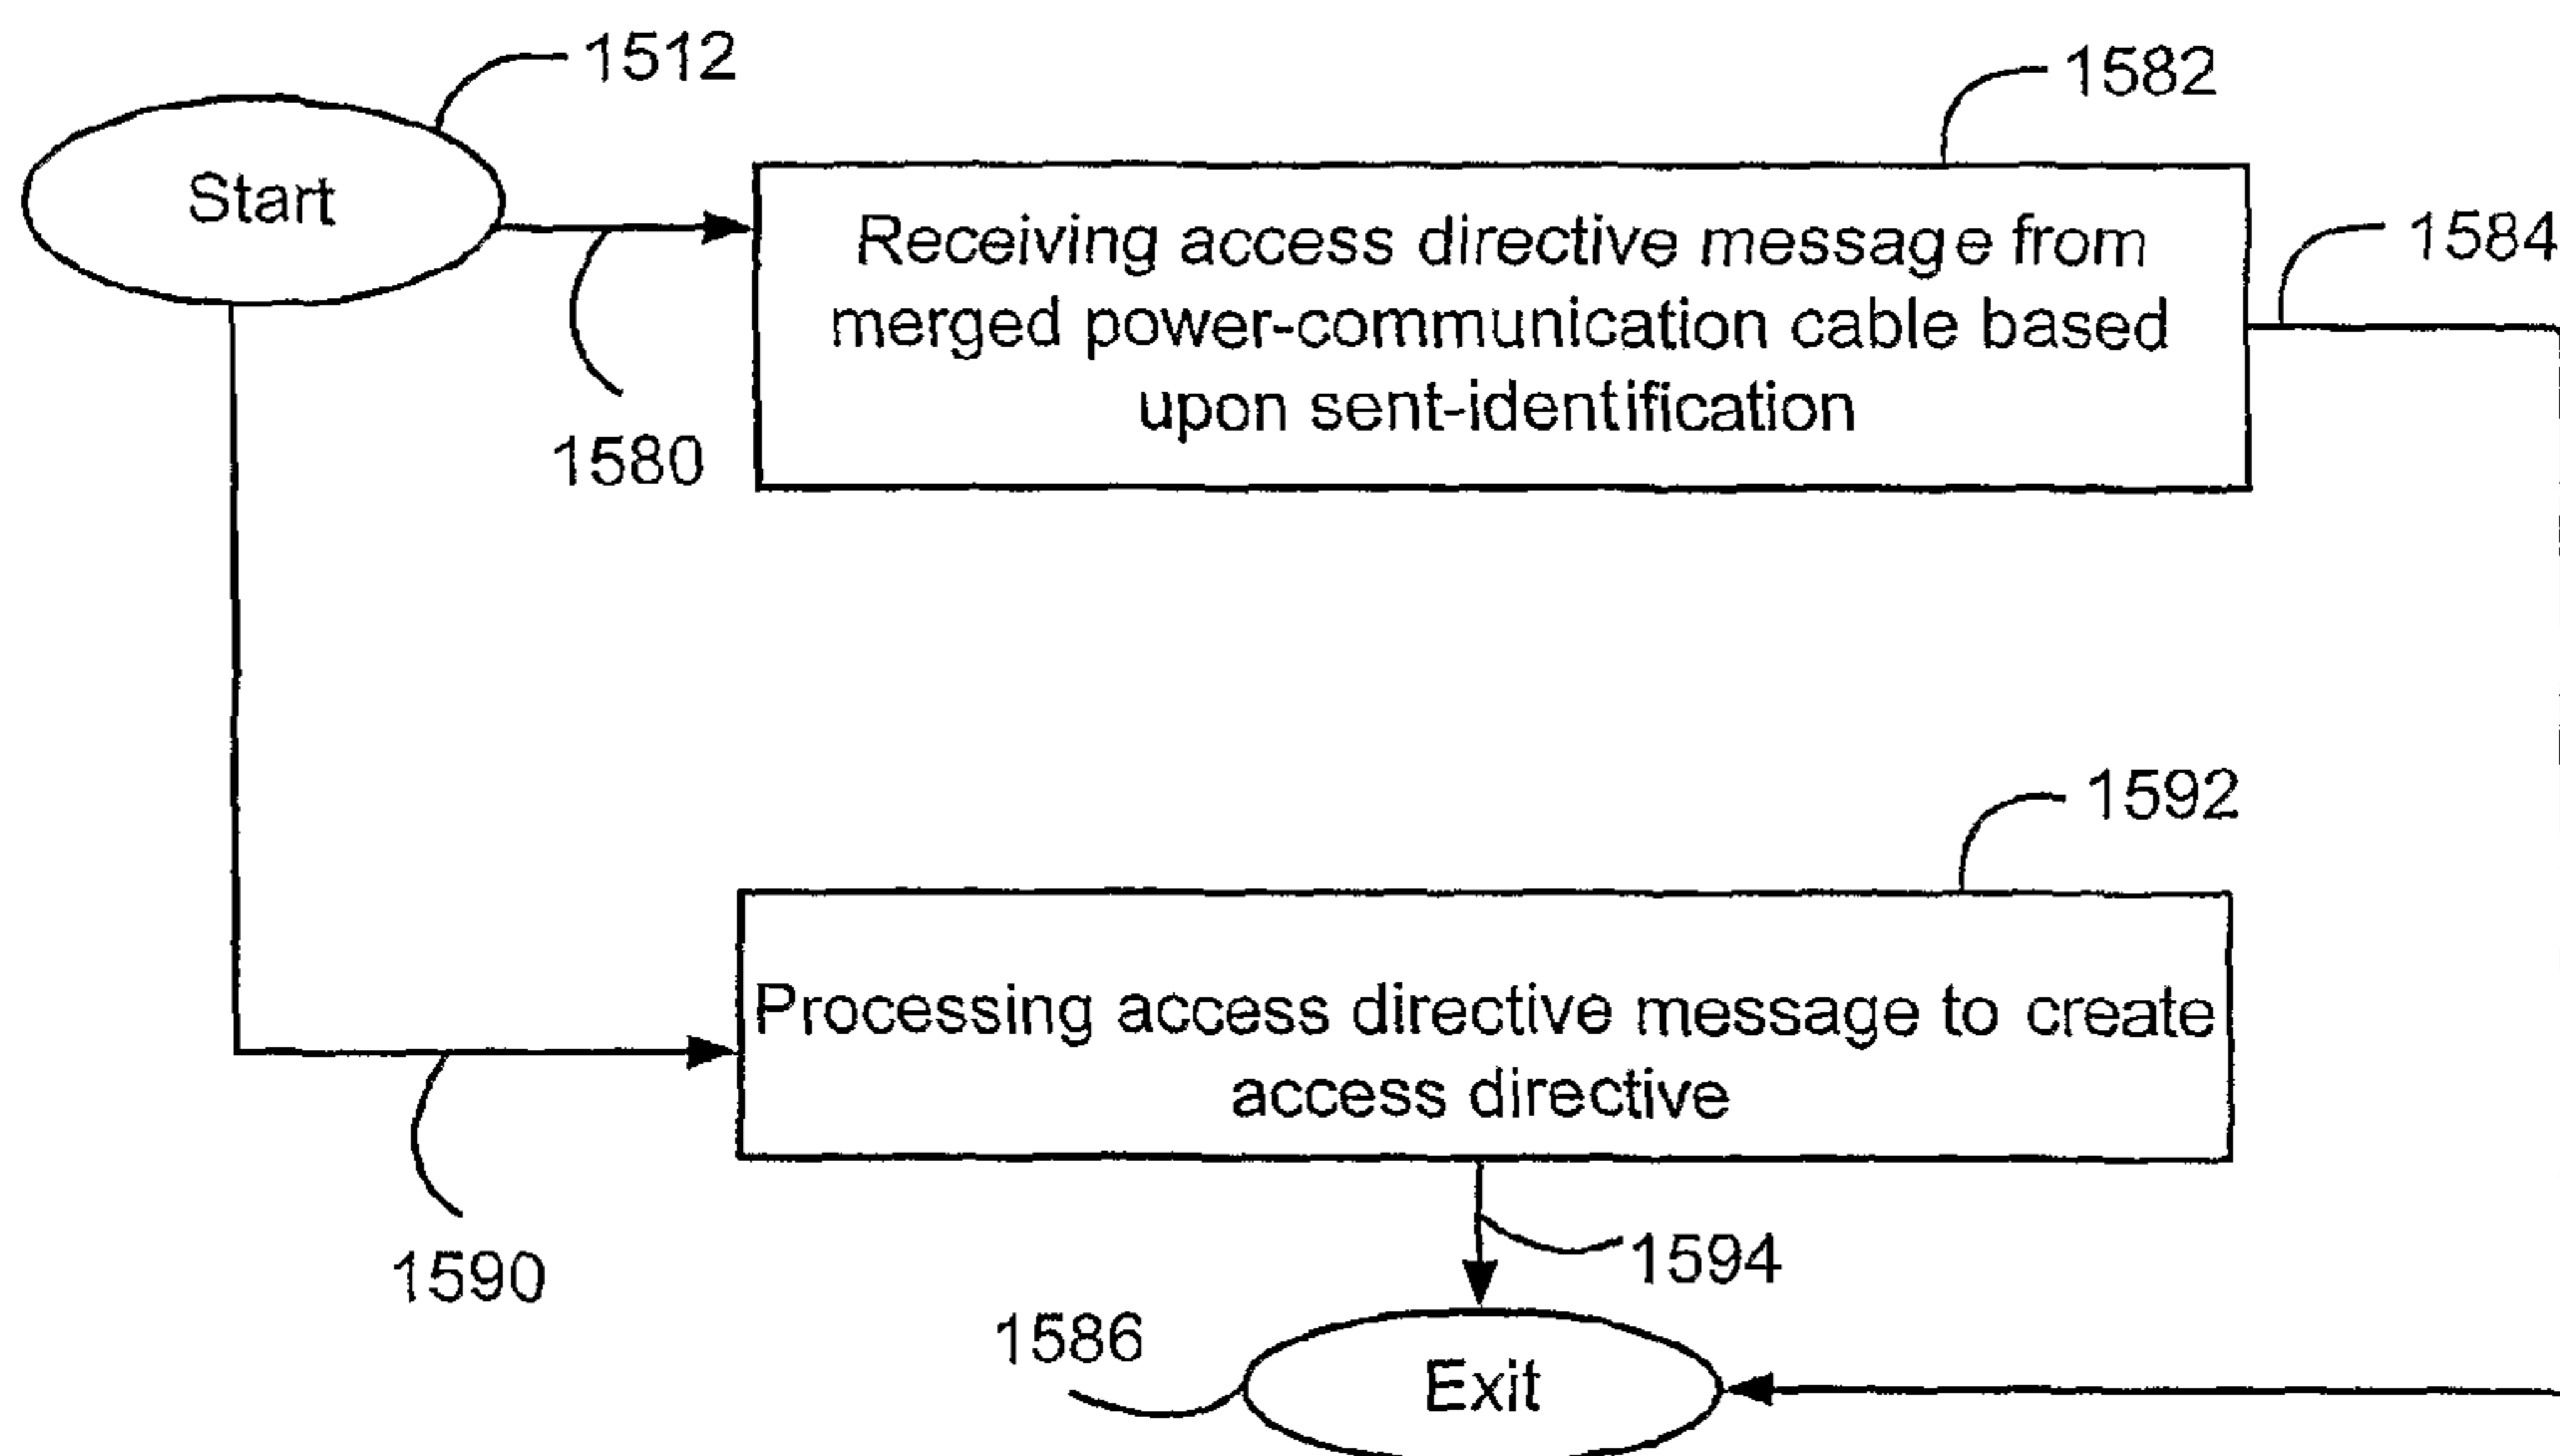 1512
Start
1582
Receiving access directive message from
merged power-communication cable based
upon sent-identification
1584
1580
1592
Processing access directive message to create
access directive
1590
1594
1586
Exit